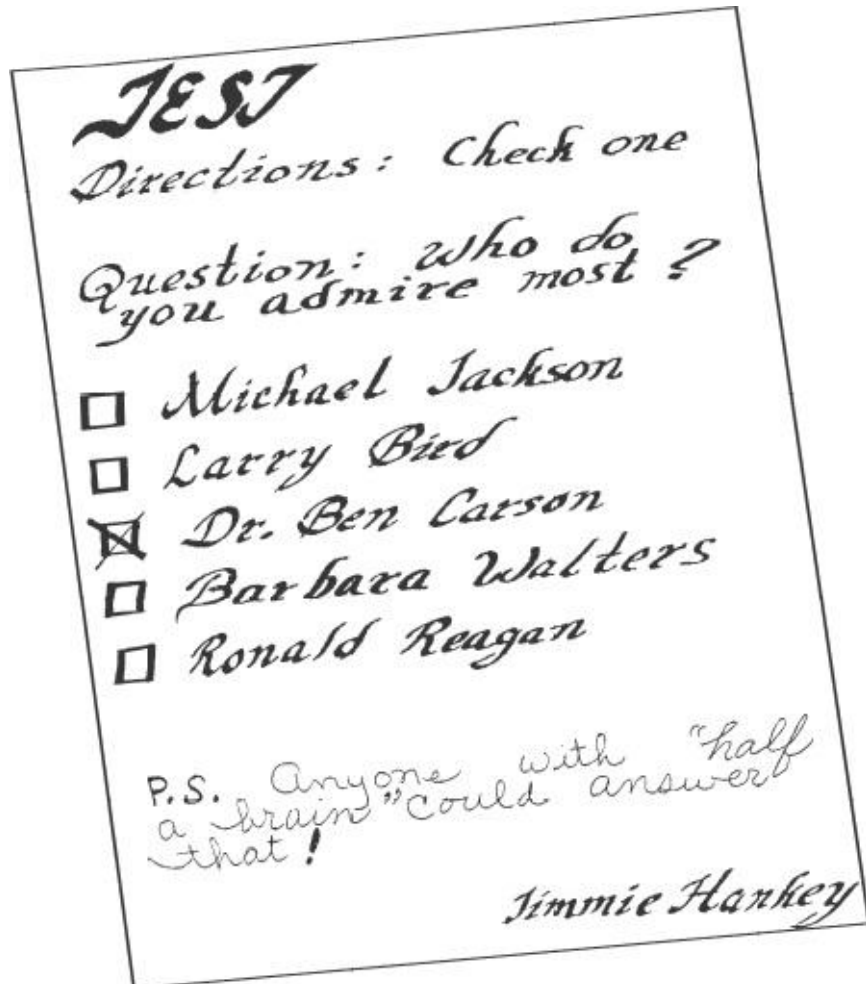 TEST
Directions: Check one
Question: Who do
you admire most?
Michael Jackson
Larry Bird
Dr. Ben Carson
Barbara Walters
Ronald Reagan
P.S. Anyone with "half
a brain" could answer
that!
Jimmie Hankey